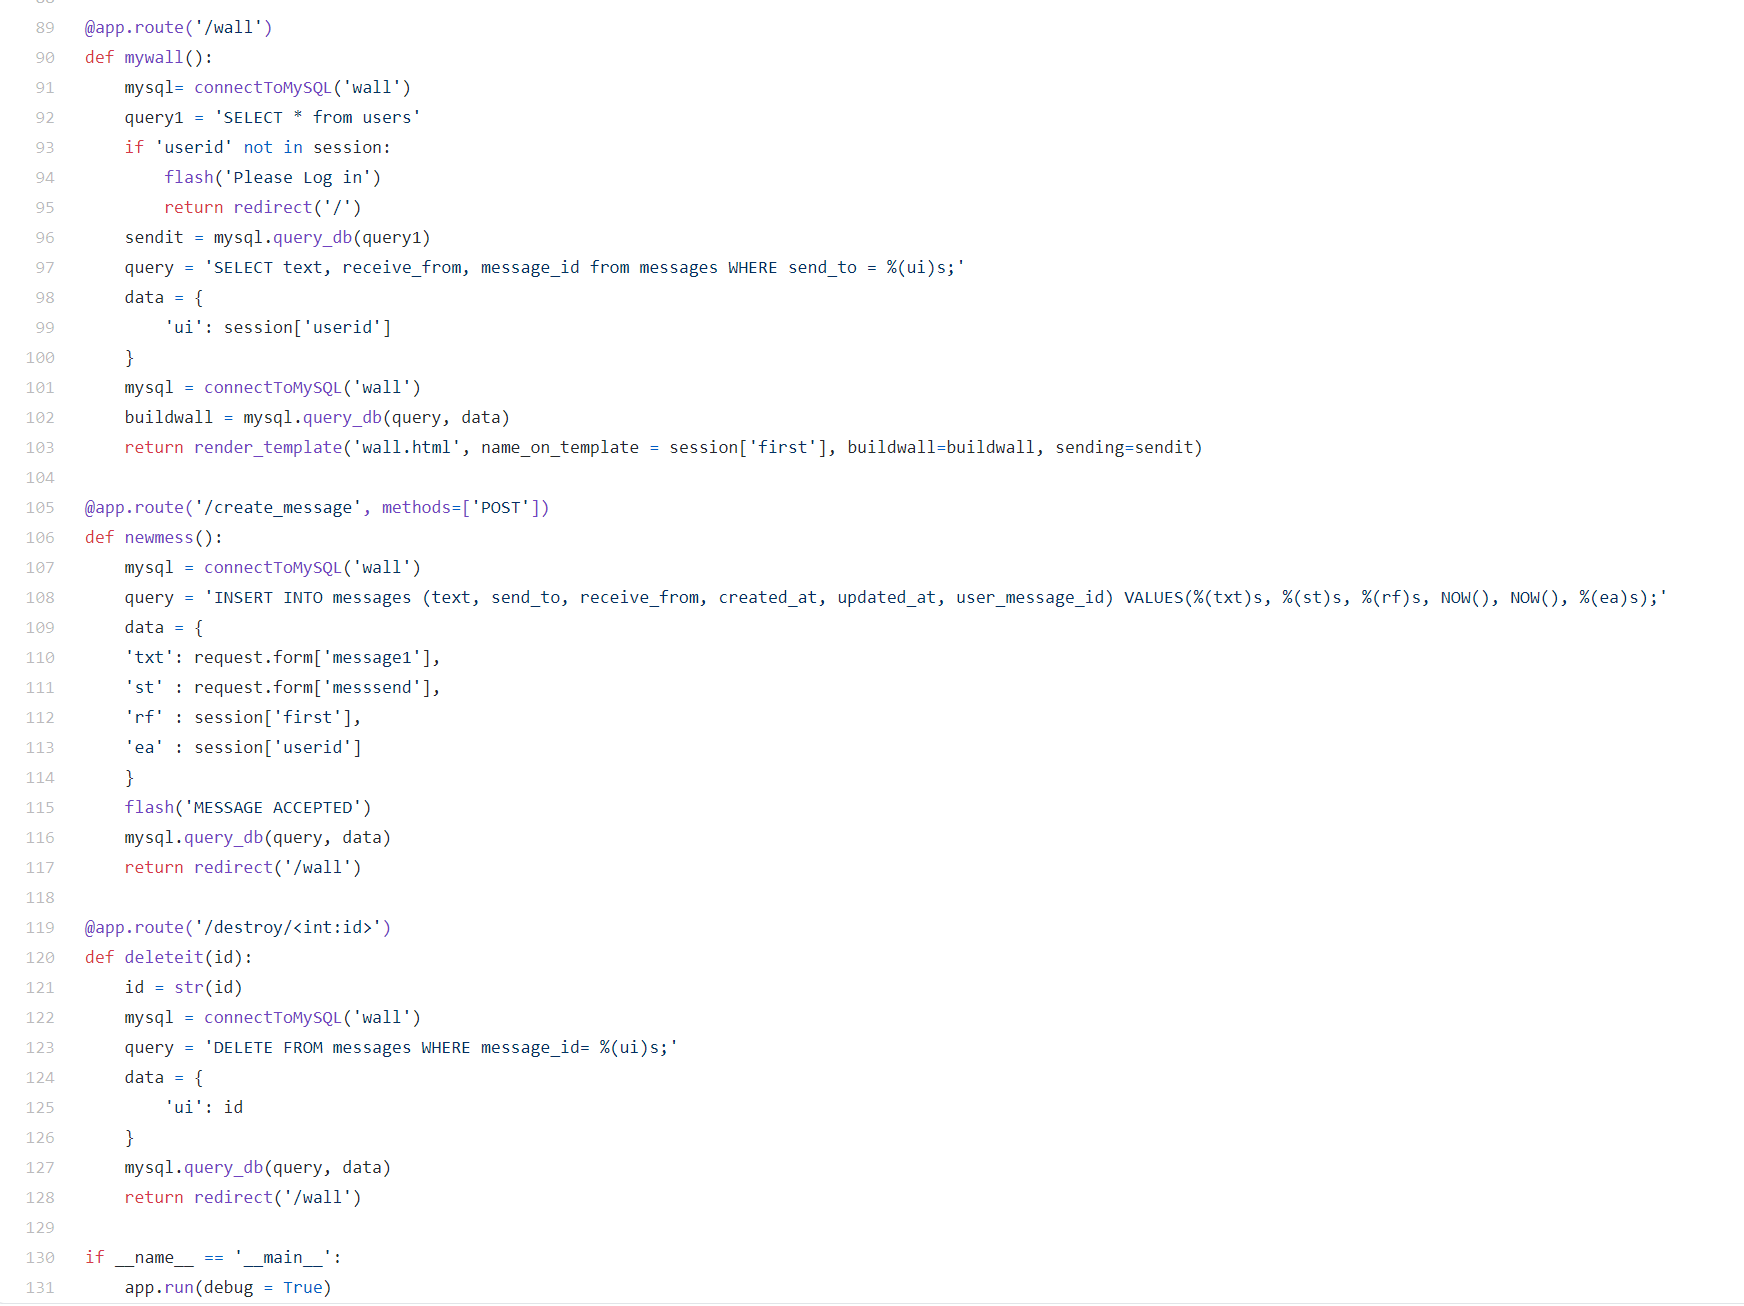 89 @app.route('/wall')
90 def mywall():
91     mysql= connectToMySQL('wall')
92     query1 = 'SELECT * from users'
93     if 'userid' not in session:
94         flash('Please Log in')
95         return redirect('/')
96     sendit = mysql.query_db(query1)
97     query = 'SELECT text, receive_from, message_id from messages WHERE send_to = %(ui)s;'
98     data = {
99         'ui': session['userid']
100     }
101     mysql = connectToMySQL('wall')
102     buildwall = mysql.query_db(query, data)
103     return render_template('wall.html', name_on_template = session['first'], buildwall=buildwall, sending=sendit)
104
105 @app.route('/create_message', methods=['POST'])
106 def newmess():
107     mysql = connectToMySQL('wall')
108     query = 'INSERT INTO messages (text, send_to, receive_from, created_at, updated_at, user_message_id) VALUES(%(txt)s, %(st)s, %(rf)s, NOW(), NOW(), %(ea)s);'
109     data = {
110     'txt': request.form['message1'],
111     'st' : request.form['messsend'],
112     'rf' : session['first'],
113     'ea' : session['userid']
114     }
115     flash('MESSAGE ACCEPTED')
116     mysql.query_db(query, data)
117     return redirect('/wall')
118
119 @app.route('/destroy/<int:id>')
120 def deleteit(id):
121     id = str(id)
122     mysql = connectToMySQL('wall')
123     query = 'DELETE FROM messages WHERE message_id= %(ui)s;'
124     data = {
125         'ui': id
126     }
127     mysql.query_db(query, data)
128     return redirect('/wall')
129
130 if __name__ == '__main__':
131     app.run(debug = True)